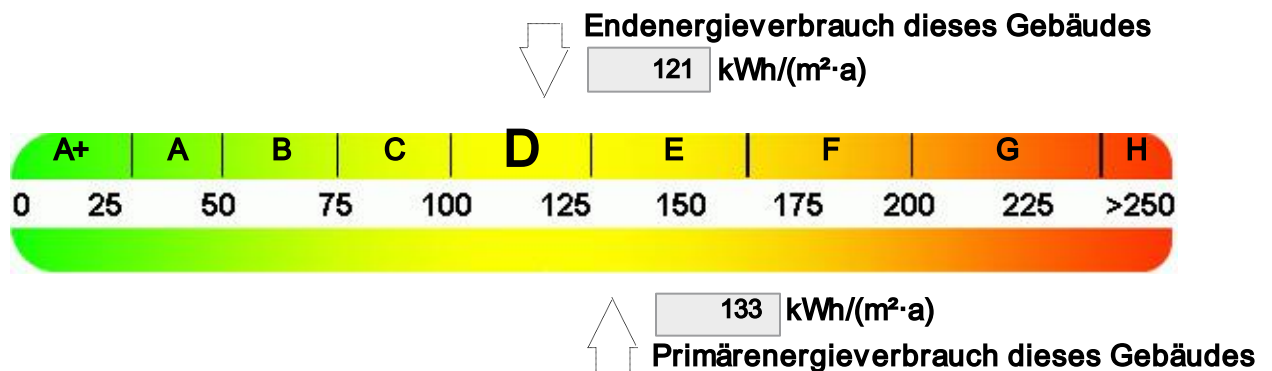 Endenergieverbrauch dieses Gebäudes
121 kWh/(m²·a)
A+ A B C D E F G H
0 25 50 75 100 125 150 175 200 225 >250
133 kWh/(m²·a)
Primärenergieverbrauch dieses Gebäudes